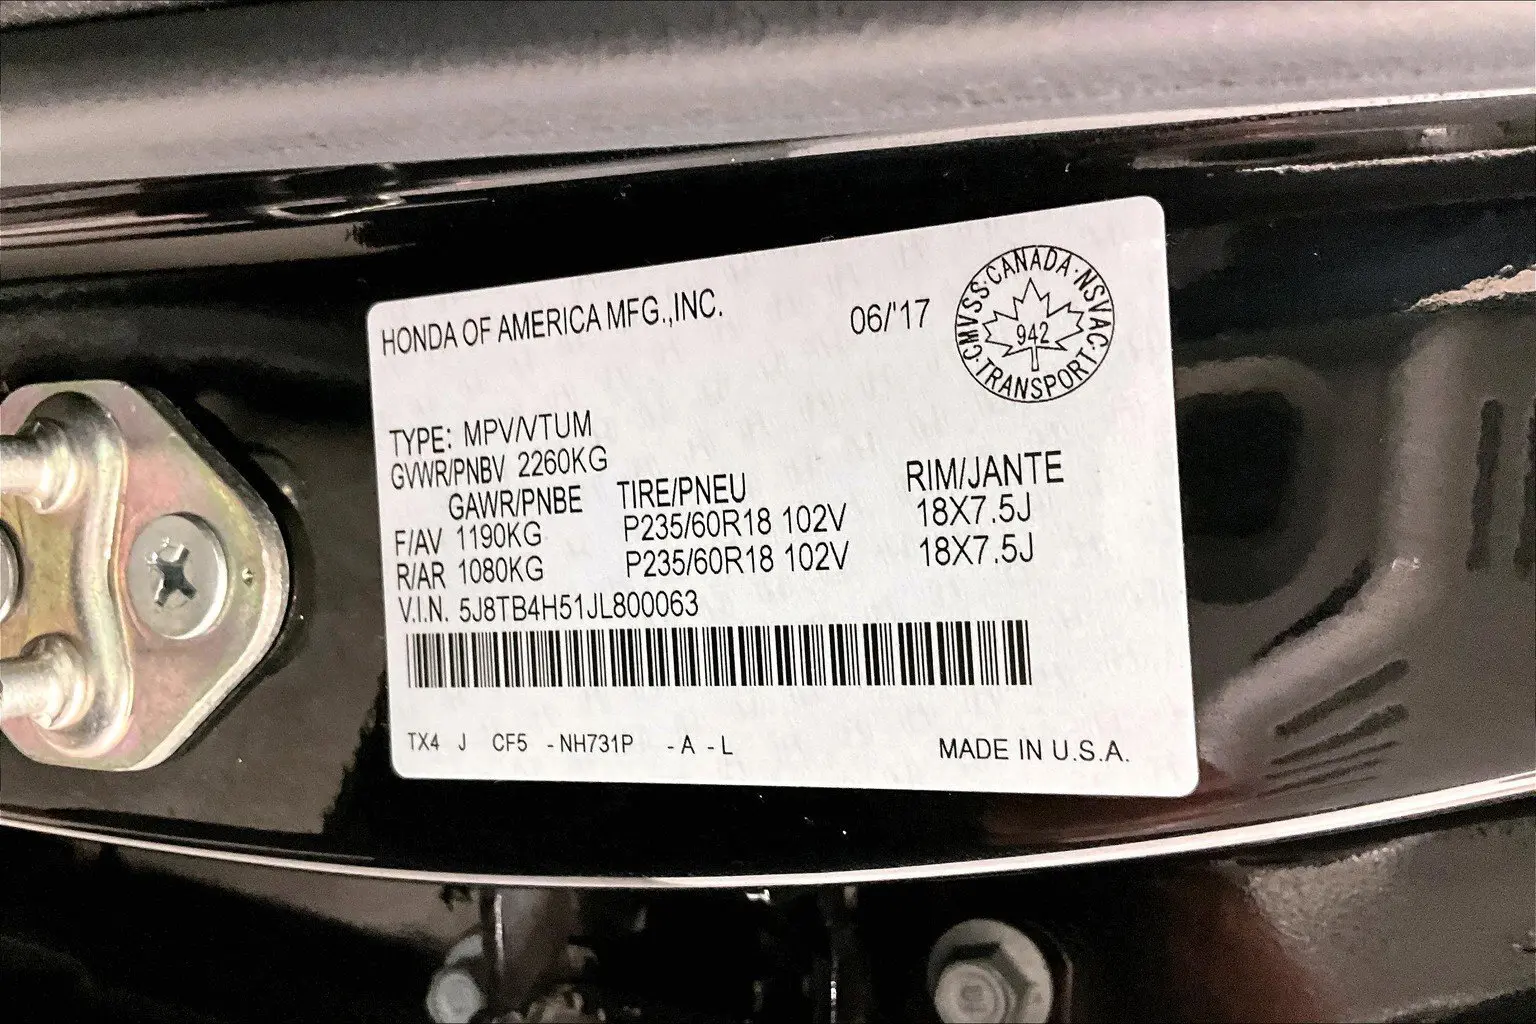 HONDA OF AMERICA MFG.,INC. 06/'17
CMVSS·CANADA·NSVAC·TRANSPORT·
942
TYPE: MPV/VTUM
GVWR/PNBV 2260KG
GAWR/PNBE TIRE/PNEU RIM/JANTE
F/AV 1190KG P235/60R18 102V 18X7.5J
R/AR 1080KG P235/60R18 102V 18X7.5J
V.I.N. 5J8TB4H51JL800063
TX4 J CF5 -NH731P -A -L MADE IN U.S.A.